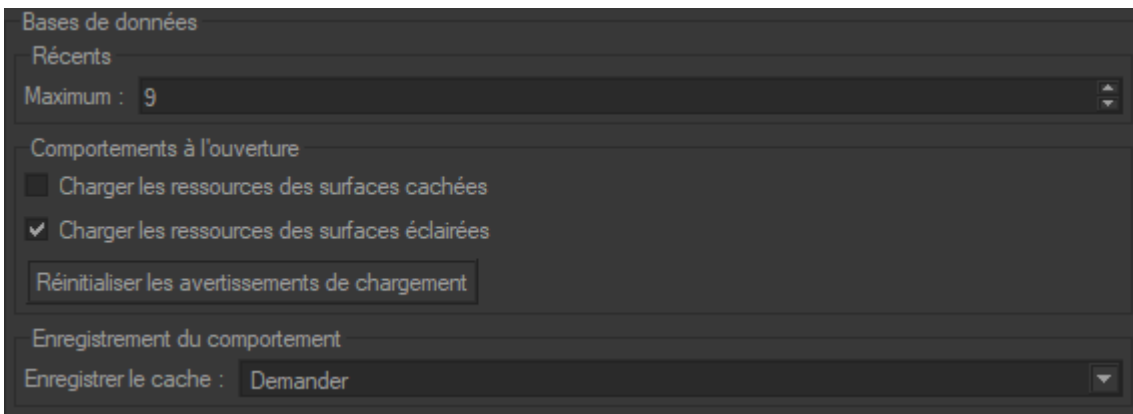 Bases de données
Récents
Maximum : 9
Comportements à l'ouverture
Charger les ressources des surfaces cachées
Charger les ressources des surfaces éclairées
Réinitialiser les avertissements de chargement
Enregistrement du comportement
Enregistrer le cache : Demander